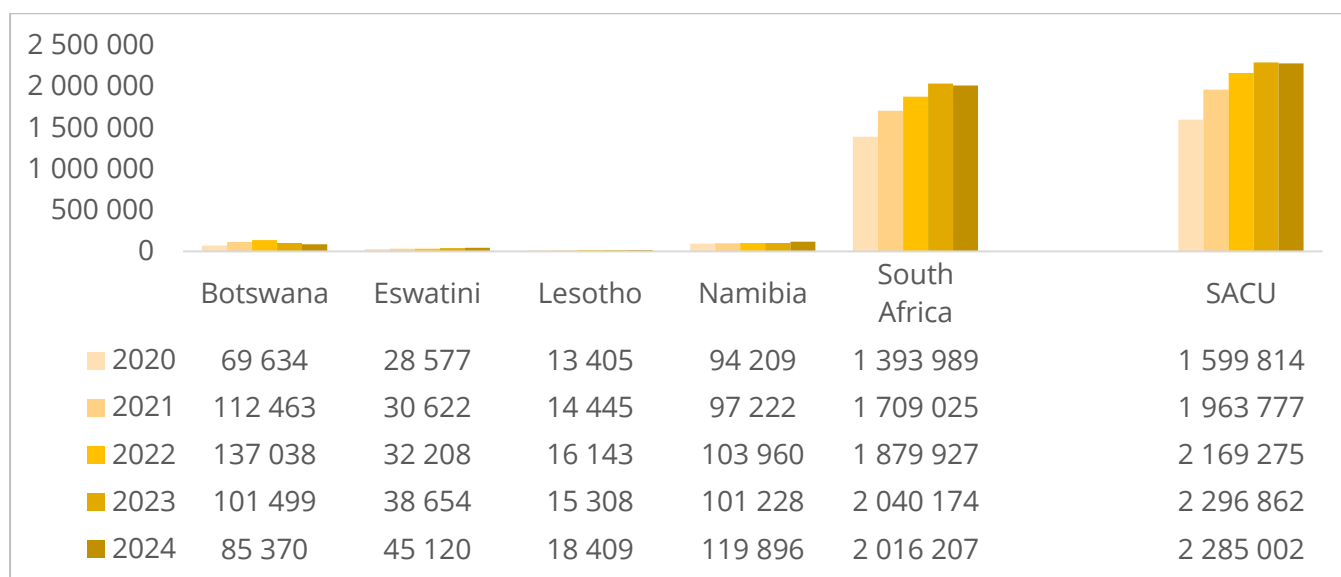 2 500 000
2 000 000
1 500 000
1 000 000
500 000
0
Botswana Eswatini Lesotho Namibia South Africa SACU
2020 69 634 28 577 13 405 94 209 1 393 989 1 599 814
2021 112 463 30 622 14 445 97 222 1 709 025 1 963 777
2022 137 038 32 208 16 143 103 960 1 879 927 2 169 275
2023 101 499 38 654 15 308 101 228 2 040 174 2 296 862
2024 85 370 45 120 18 409 119 896 2 016 207 2 285 002